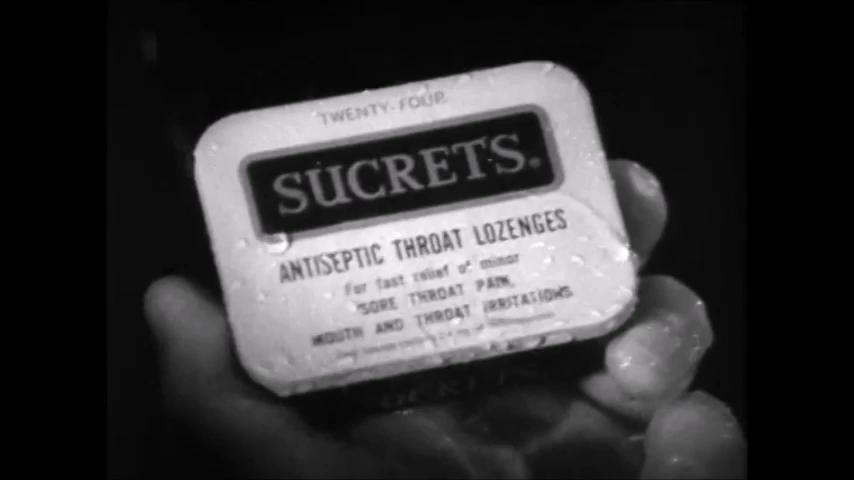 TWENTY-FOUR
SUCRETS®
ANTISEPTIC THROAT LOZENGES
For fast relief of minor
SORE THROAT PAIN,
MOUTH AND THROAT IRRITATIONS